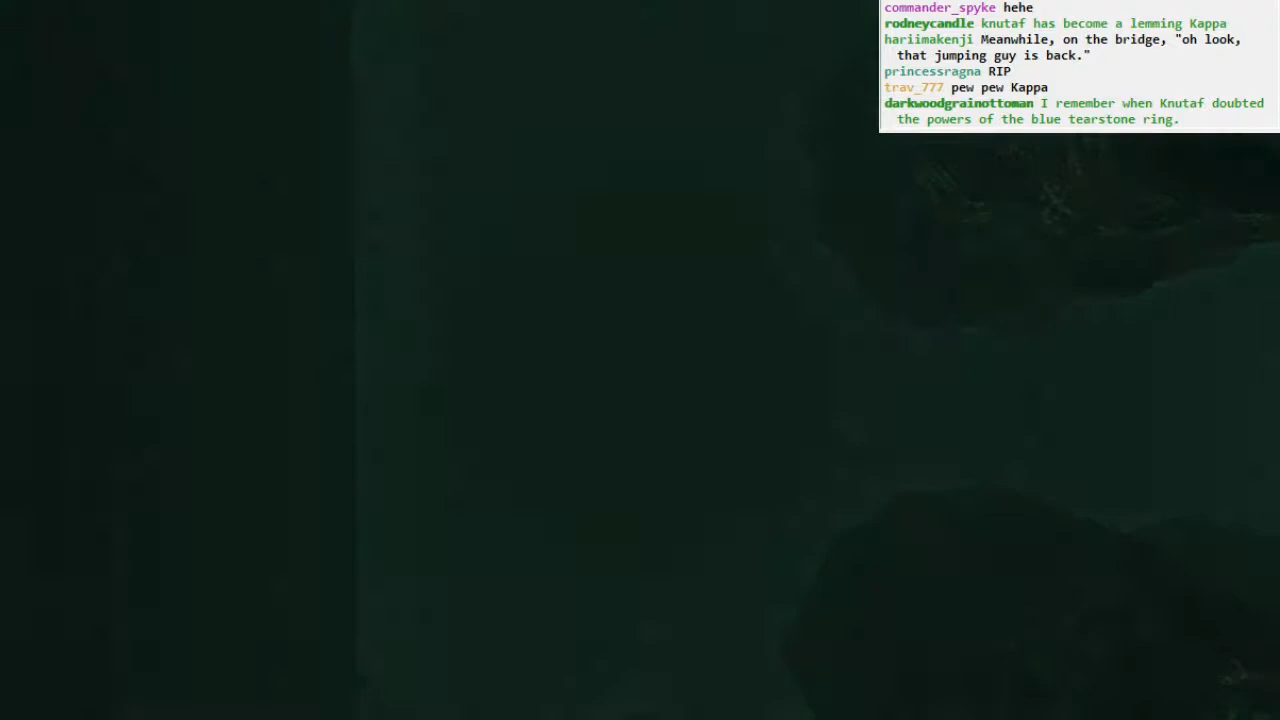 commander_spyke hehe
rodneycandle knutaf has become a lemming Kappa
hariimakenji Meanwhile, on the bridge, "oh look,
that jumping guy is back."
princessragna RIP
trav_777 pew pew Kappa
darkwoodgrainottoman I remember when Knutaf doubted
the powers of the blue tearstone ring.